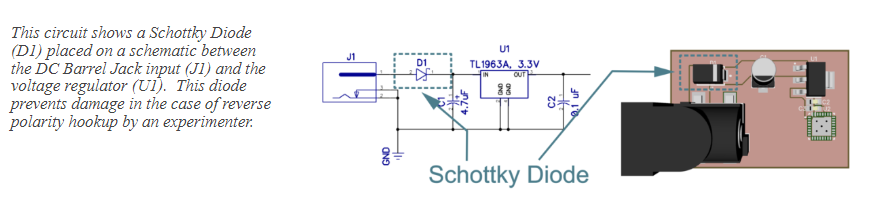 This circuit shows a Schottky Diode
(D1) placed on a schematic between
the DC Barrel Jack input (J1) and the
voltage regulator (U1).  This diode
prevents damage in the case of reverse
polarity hookup by an experimenter.
J1
D1
U1
TL1963A, 3.3V
IN
OUT
GND
GND
C1
4.7uF
C2
0.1 uF
GND
Schottky Diode